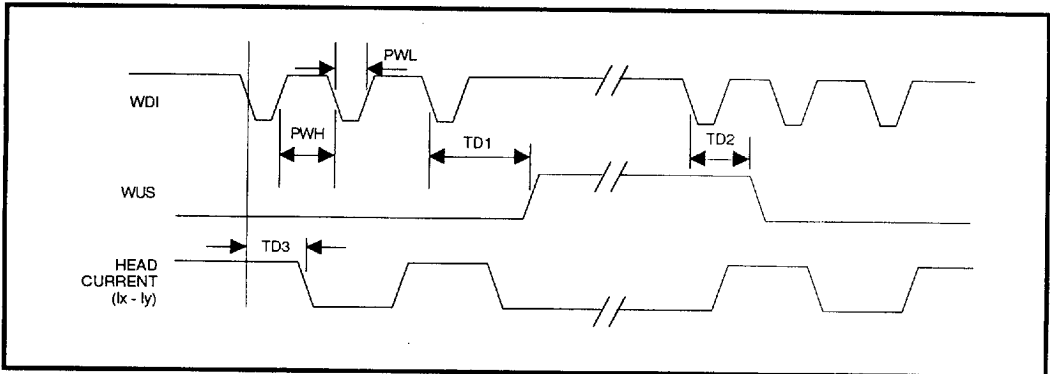 PWL
WDI
PWH
TD1
TD2
WUS
TD3
HEAD
CURRENT
(Ix - Iy)